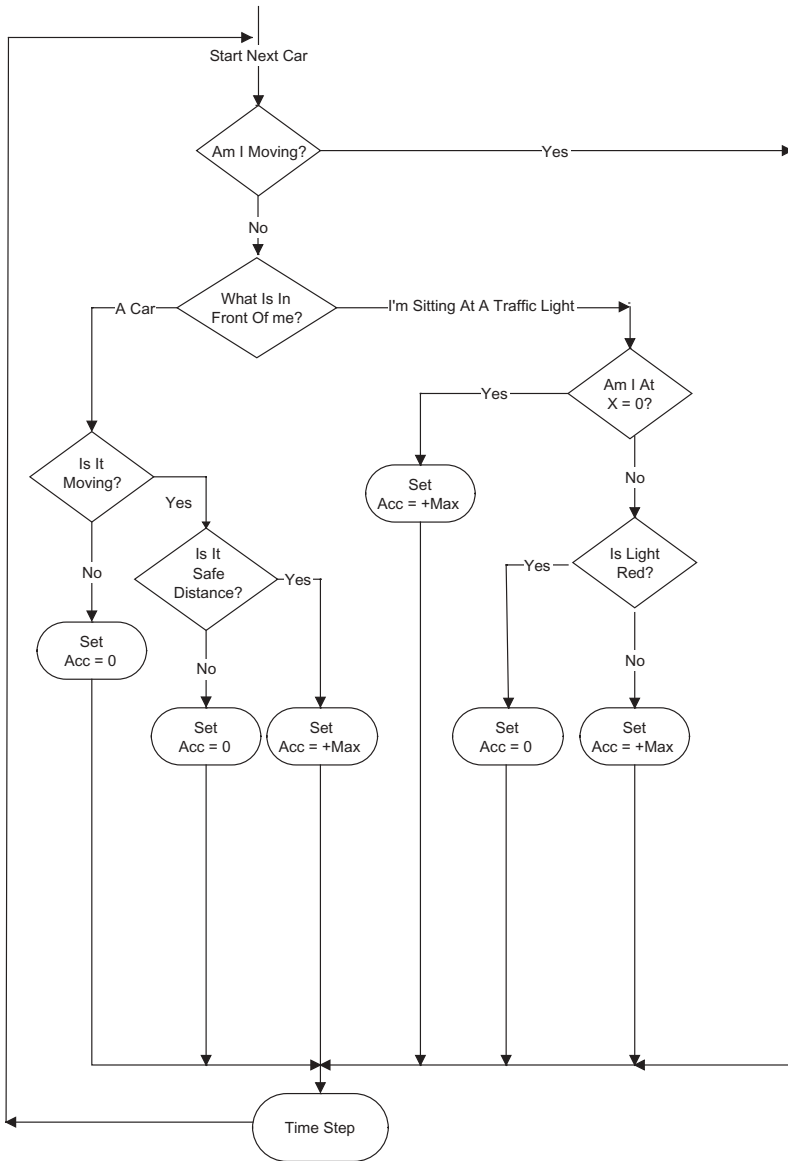 Start Next Car
Am I Moving?
Yes
No
What Is In
Front Of me?
A Car
I'm Sitting At A Traffic Light
Am I At
X = 0?
Yes
No
Is It
Moving?
Yes
No
Set
Acc = +Max
Is It
Safe
Distance?
Yes
No
Is Light
Red?
Yes
No
Set
Acc = 0
Set
Acc = 0
Set
Acc = +Max
Set
Acc = 0
Set
Acc = +Max
Time Step